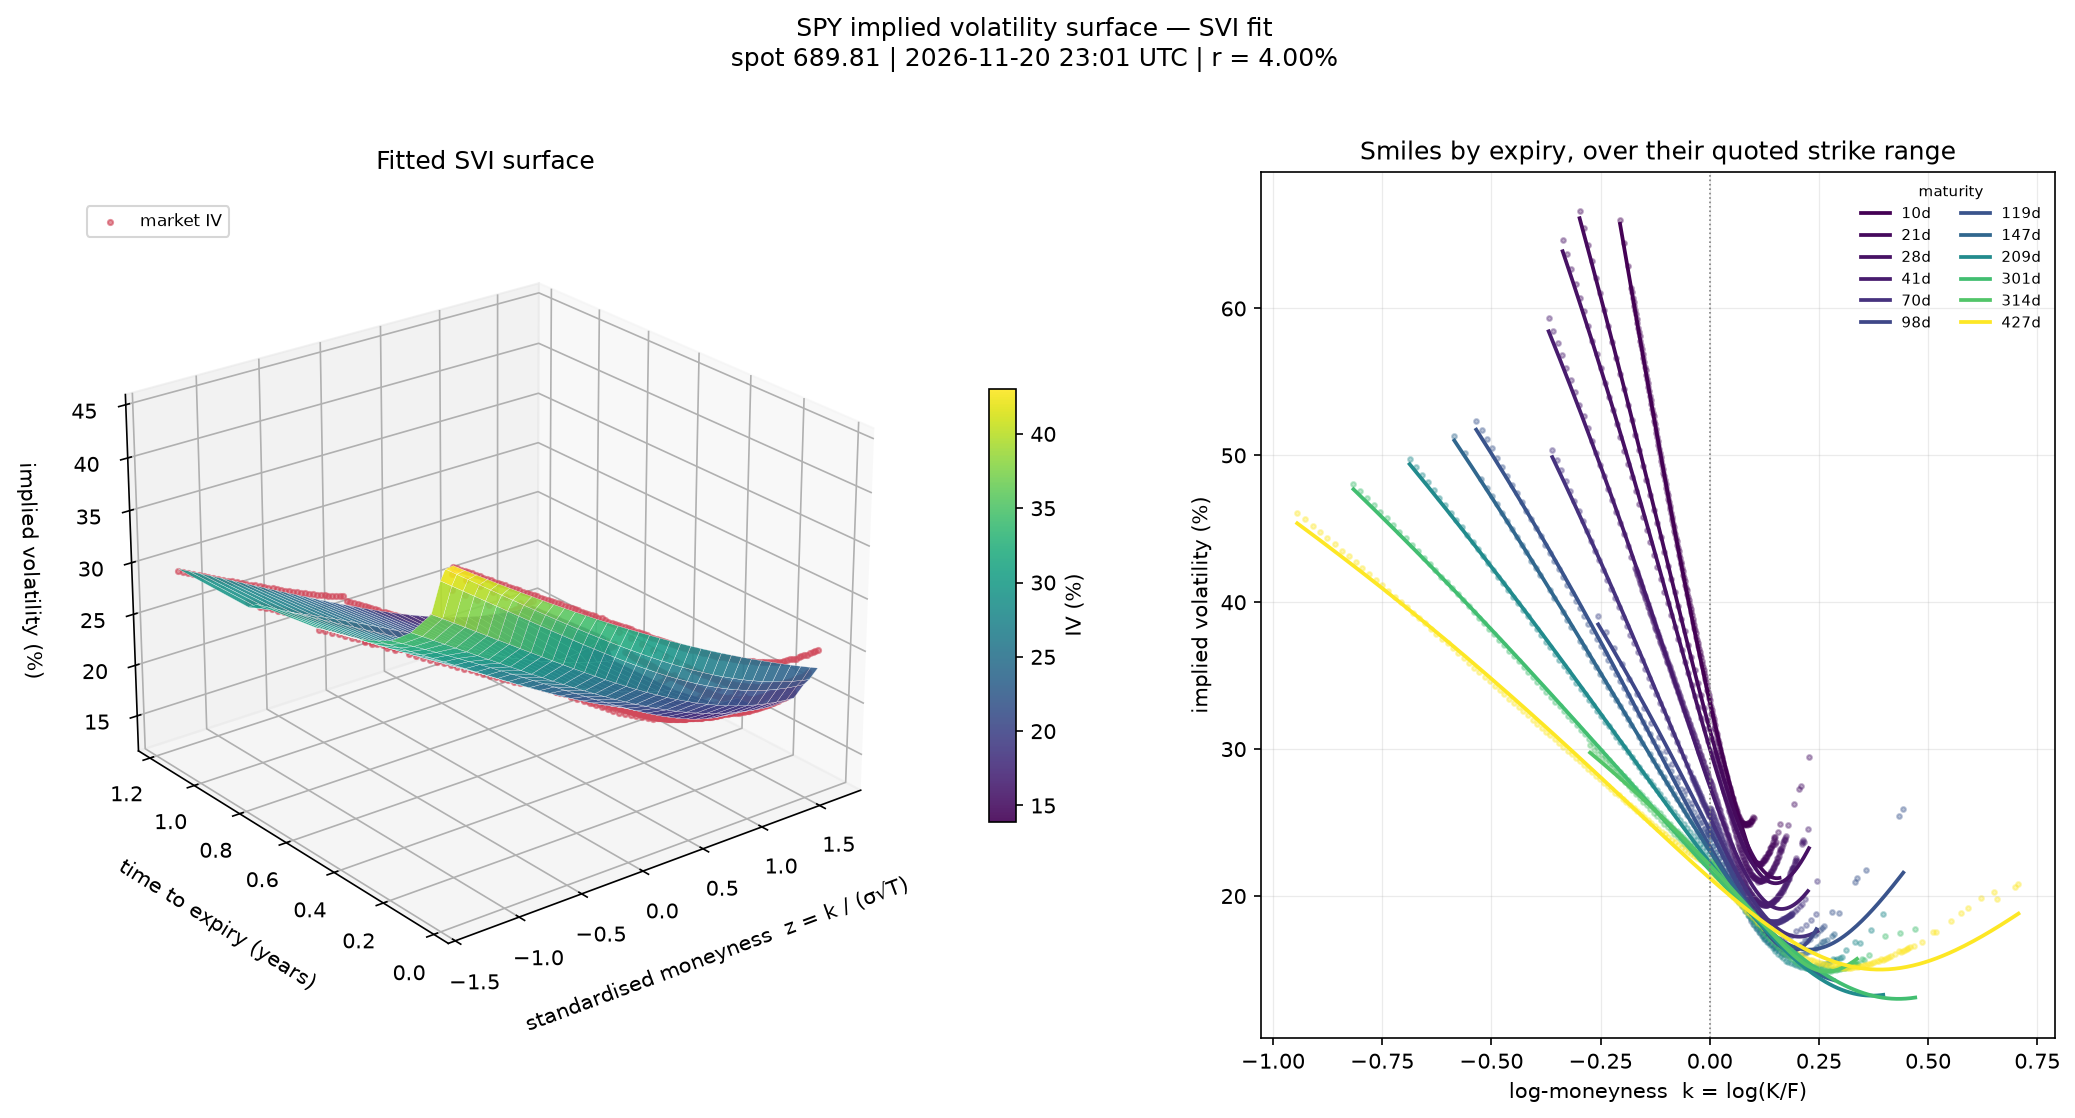 SPY implied volatility surface — SVI fit
spot 689.81 | 2026-11-20 23:01 UTC | r = 4.00%
Fitted SVI surface
market IV
45
40
35
30
25
20
15
implied volatility (%)
1.2
1.0
0.8
0.6
0.4
0.2
0.0
time to expiry (years)
−1.5
−1.0
−0.5
0.0
0.5
1.0
1.5
standardised moneyness z = k / (σ√T)
40
35
30
25
20
15
IV (%)
Smiles by expiry, over their quoted strike range
maturity
10d
21d
28d
41d
70d
98d
119d
147d
209d
301d
314d
427d
60
50
40
30
20
implied volatility (%)
−1.00
−0.75
−0.50
−0.25
0.00
0.25
0.50
0.75
log-moneyness k = log(K/F)